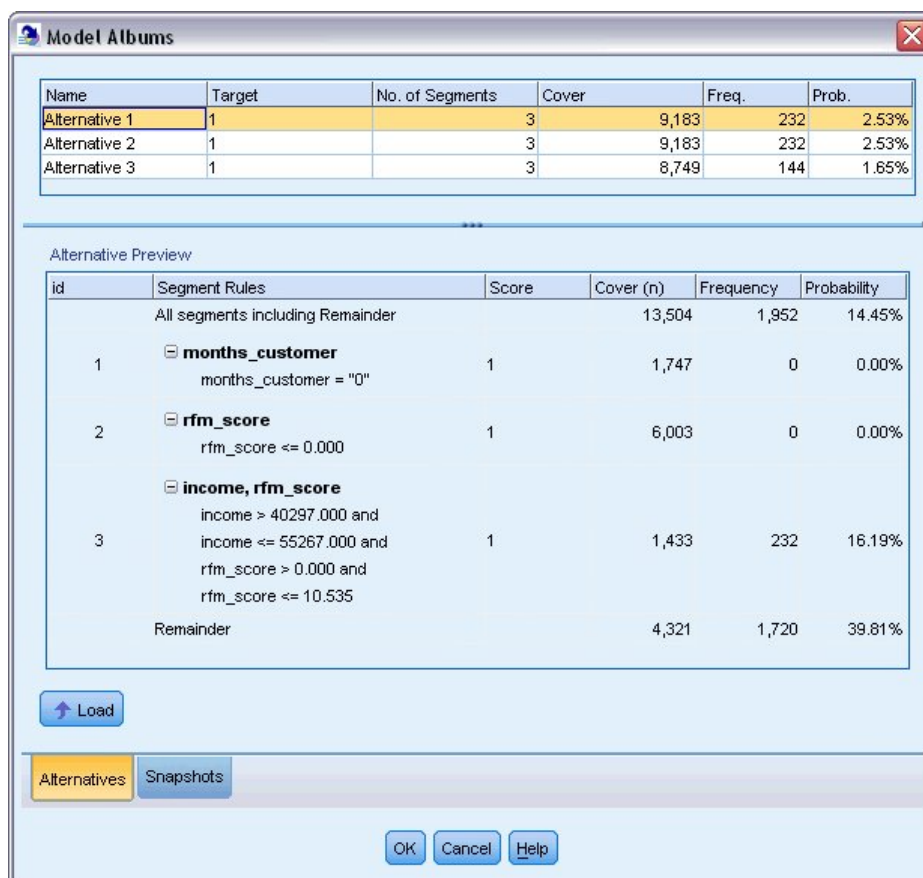 Model Albums
Name Target No. of Segments Cover Freq. Prob.
Alternative 1 1 3 9,183 232 2.53%
Alternative 2 1 3 9,183 232 2.53%
Alternative 3 1 3 8,749 144 1.65%
Alternative Preview
id Segment Rules Score Cover (n) Frequency Probability
All segments including Remainder 13,504 1,952 14.45%
months_customer
1 1 1,747 0 0.00%
months_customer = "0"
rfm_score
2 1 6,003 0 0.00%
rfm_score <= 0.000
income, rfm_score
income > 40297.000 and
3 income <= 55267.000 and 1 1,433 232 16.19%
rfm_score > 0.000 and
rfm_score <= 10.535
Remainder 4,321 1,720 39.81%
Load
Alternatives Snapshots
OK Cancel Help